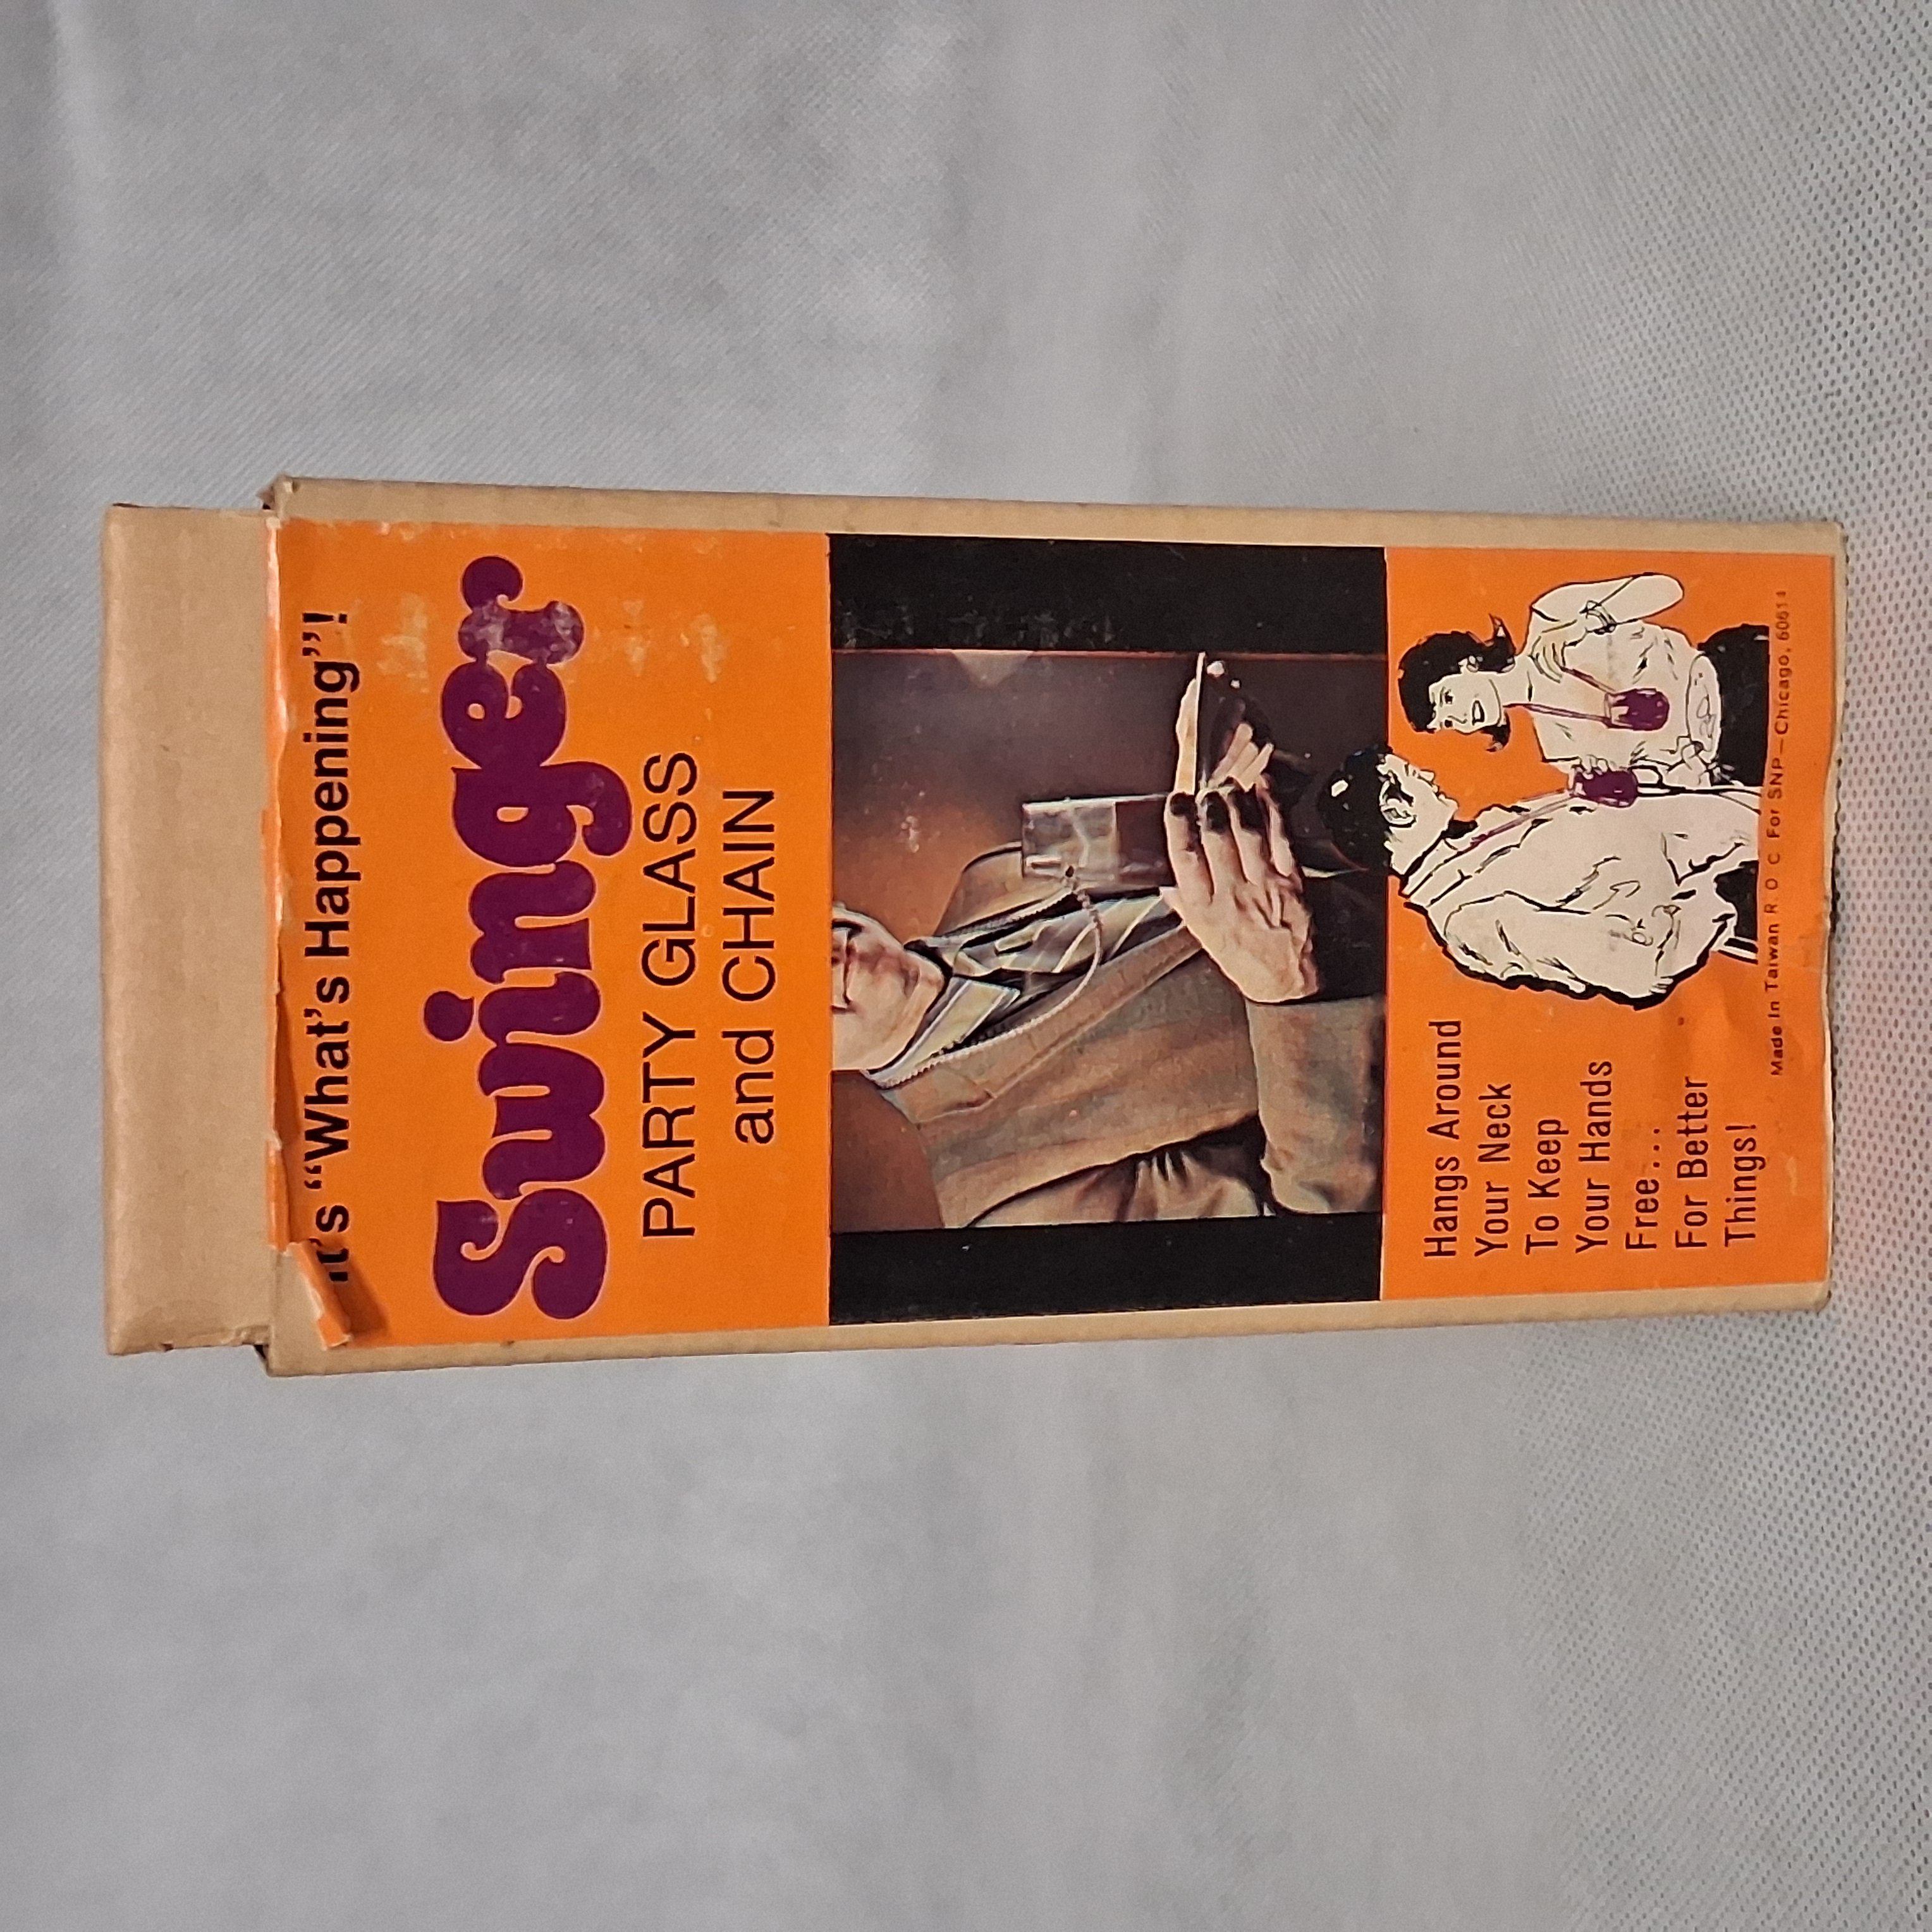 It's “What's Happening”!
Swinger
PARTY GLASS
and CHAIN
Hangs Around
Your Neck
To Keep
Your Hands
Free...
For Better
Things!
Made In Taiwan R O C For SNP—Chicago, 60614